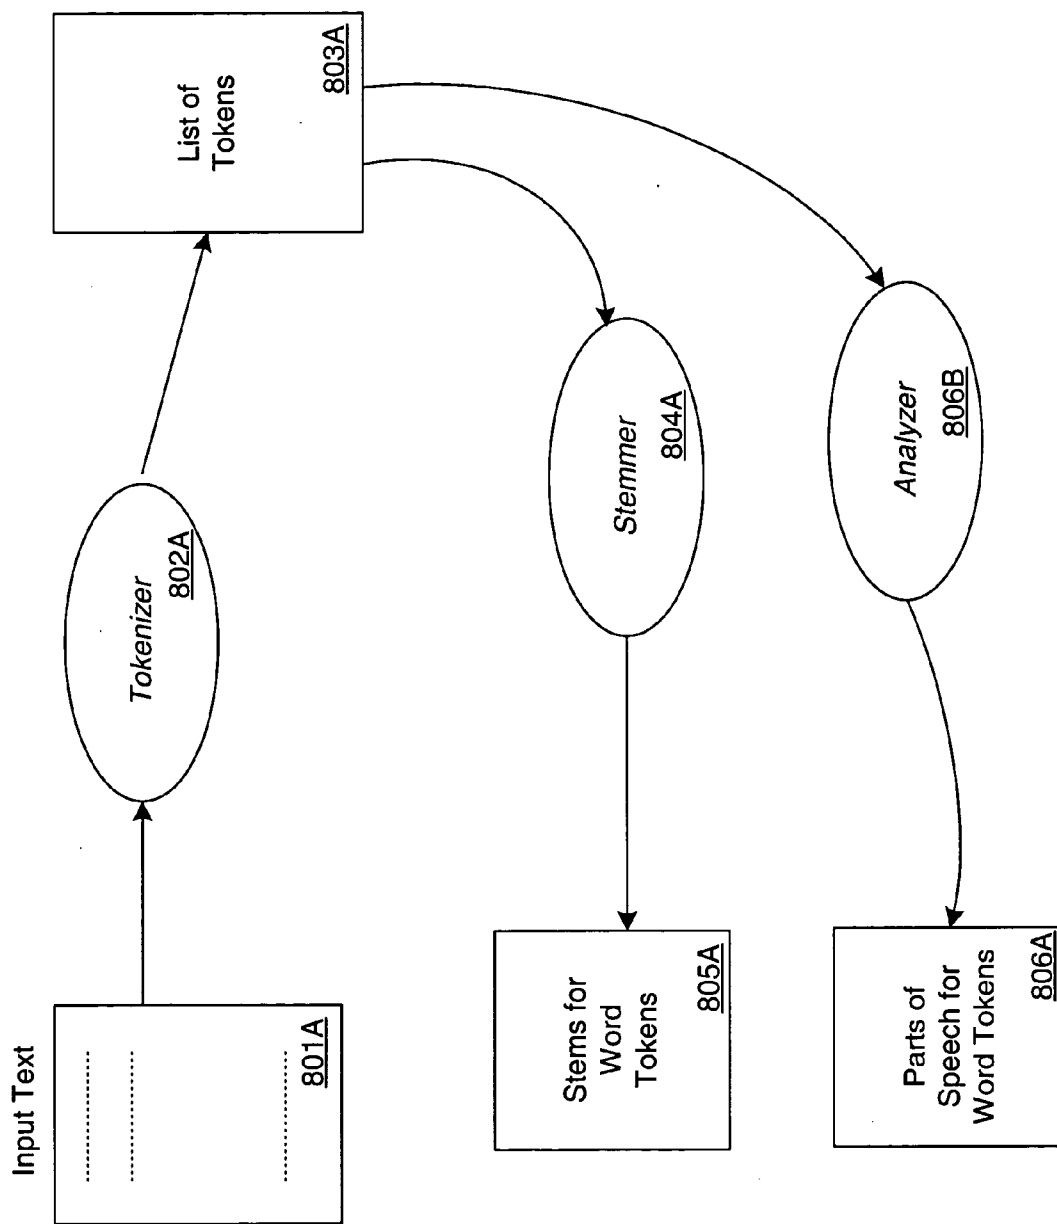 Input Text
801A
Tokenizer
802A
List of
Tokens
803A
Stemmer
804A
Stems for
Word
Tokens
805A
Analyzer
806B
Parts of
Speech for
Word Tokens
806A